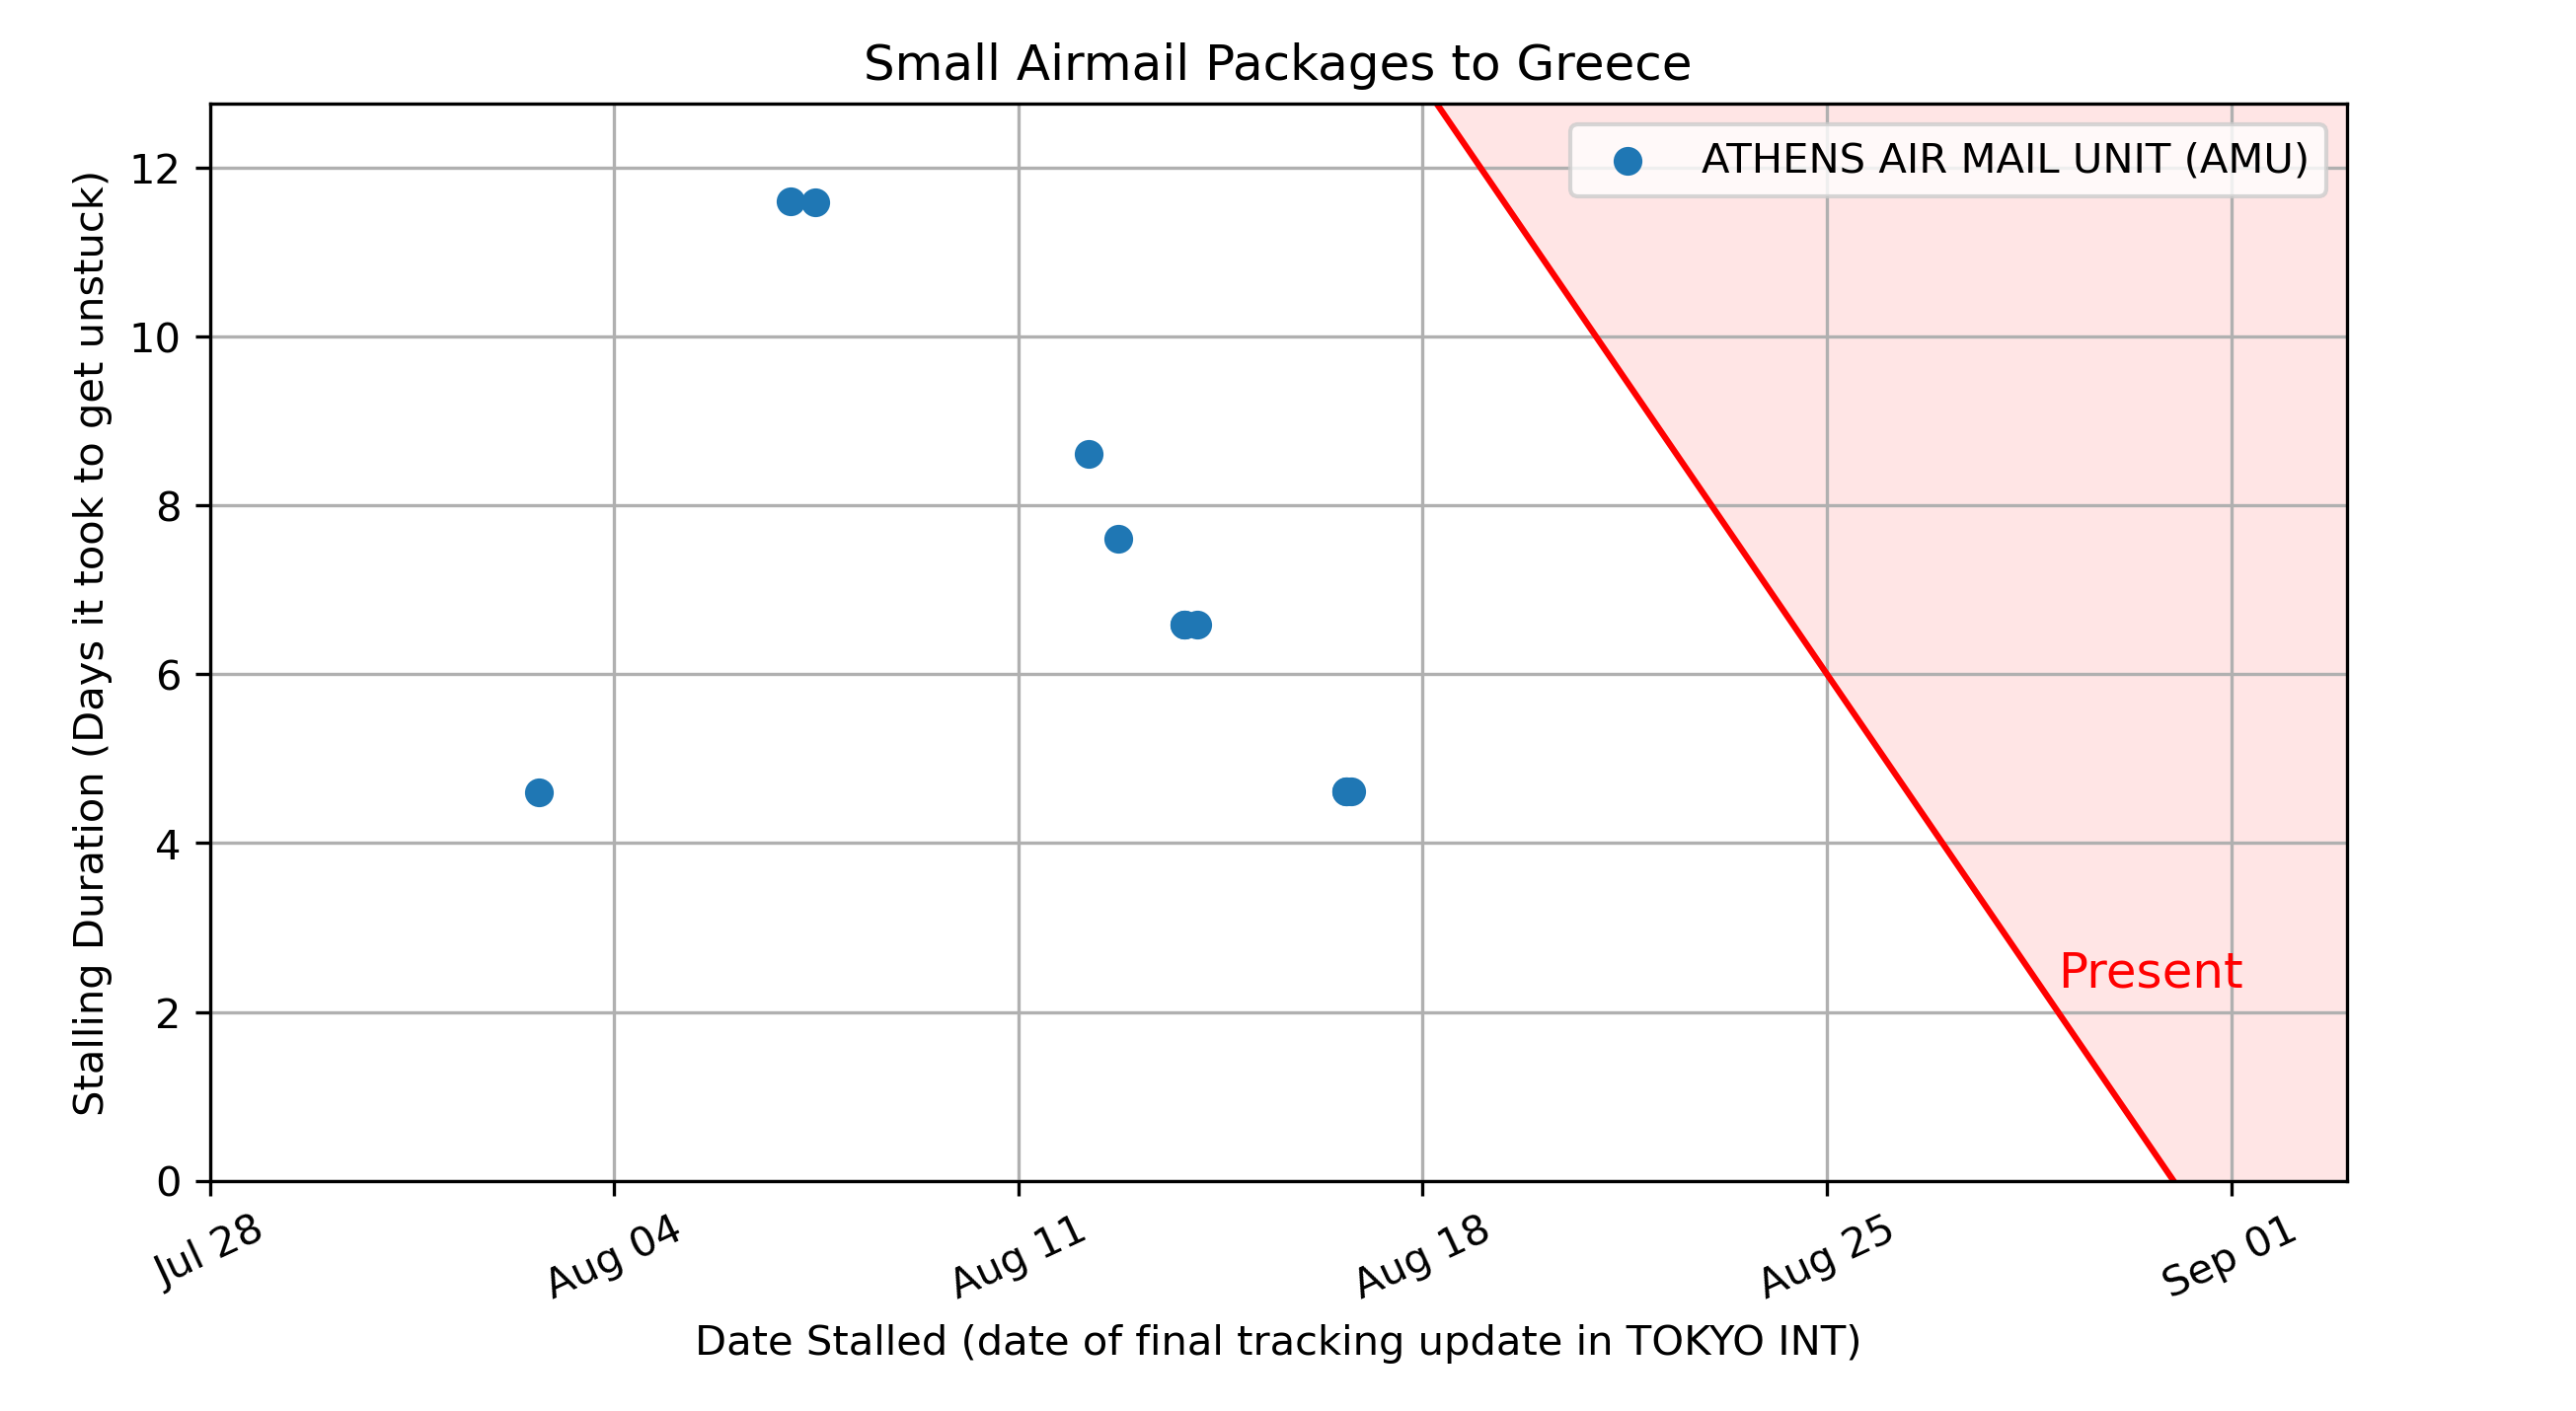 Small Airmail Packages to Greece
ATHENS AIR MAIL UNIT (AMU)
Stalling Duration (Days it took to get unstuck)
12
10
8
6
4
2
0
Present
Jul 28
Aug 04
Aug 11
Aug 18
Aug 25
Sep 01
Date Stalled (date of final tracking update in TOKYO INT)